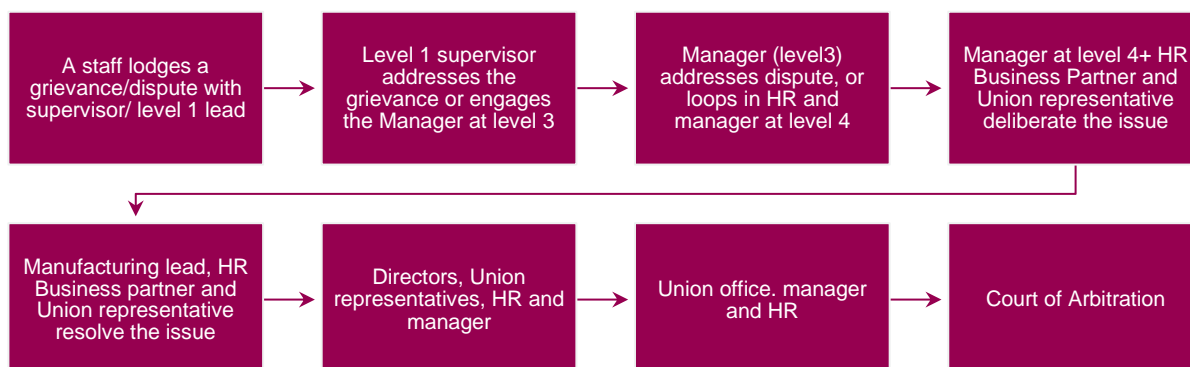 A staff lodges a
grievance/dispute with
supervisor/ level 1 lead
Level 1 supervisor
addresses the
grievance or engages
the Manager at level 3
Manager (level3)
addresses dispute, or
loops in HR and
manager at level 4
Manager at level 4+ HR
Business Partner and
Union representative
deliberate the issue
Manufacturing lead, HR
Business partner and
Union representative
resolve the issue
Directors, Union
representatives, HR and
manager
Union office. manager
and HR
Court of Arbitration